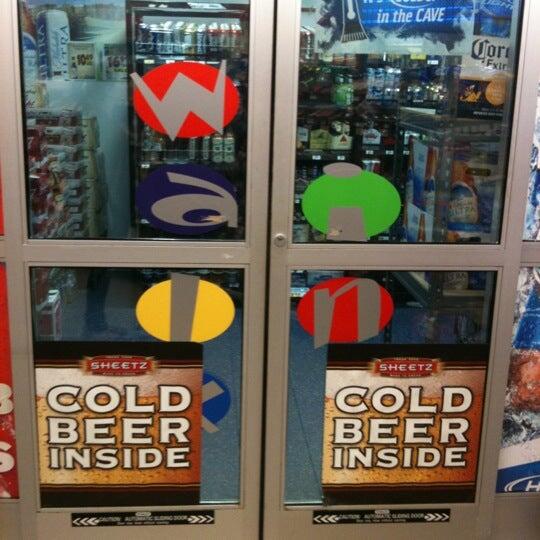 in the CAVE
Coro
Extr
W
i
a
l
n
k
SHEETZ
COLD
BEER
INSIDE
SHEETZ
COLD
BEER
INSIDE
CAUTION AUTOMATIC SLIDING DOOR
CAUTION AUTOMATIC SLIDING DOOR